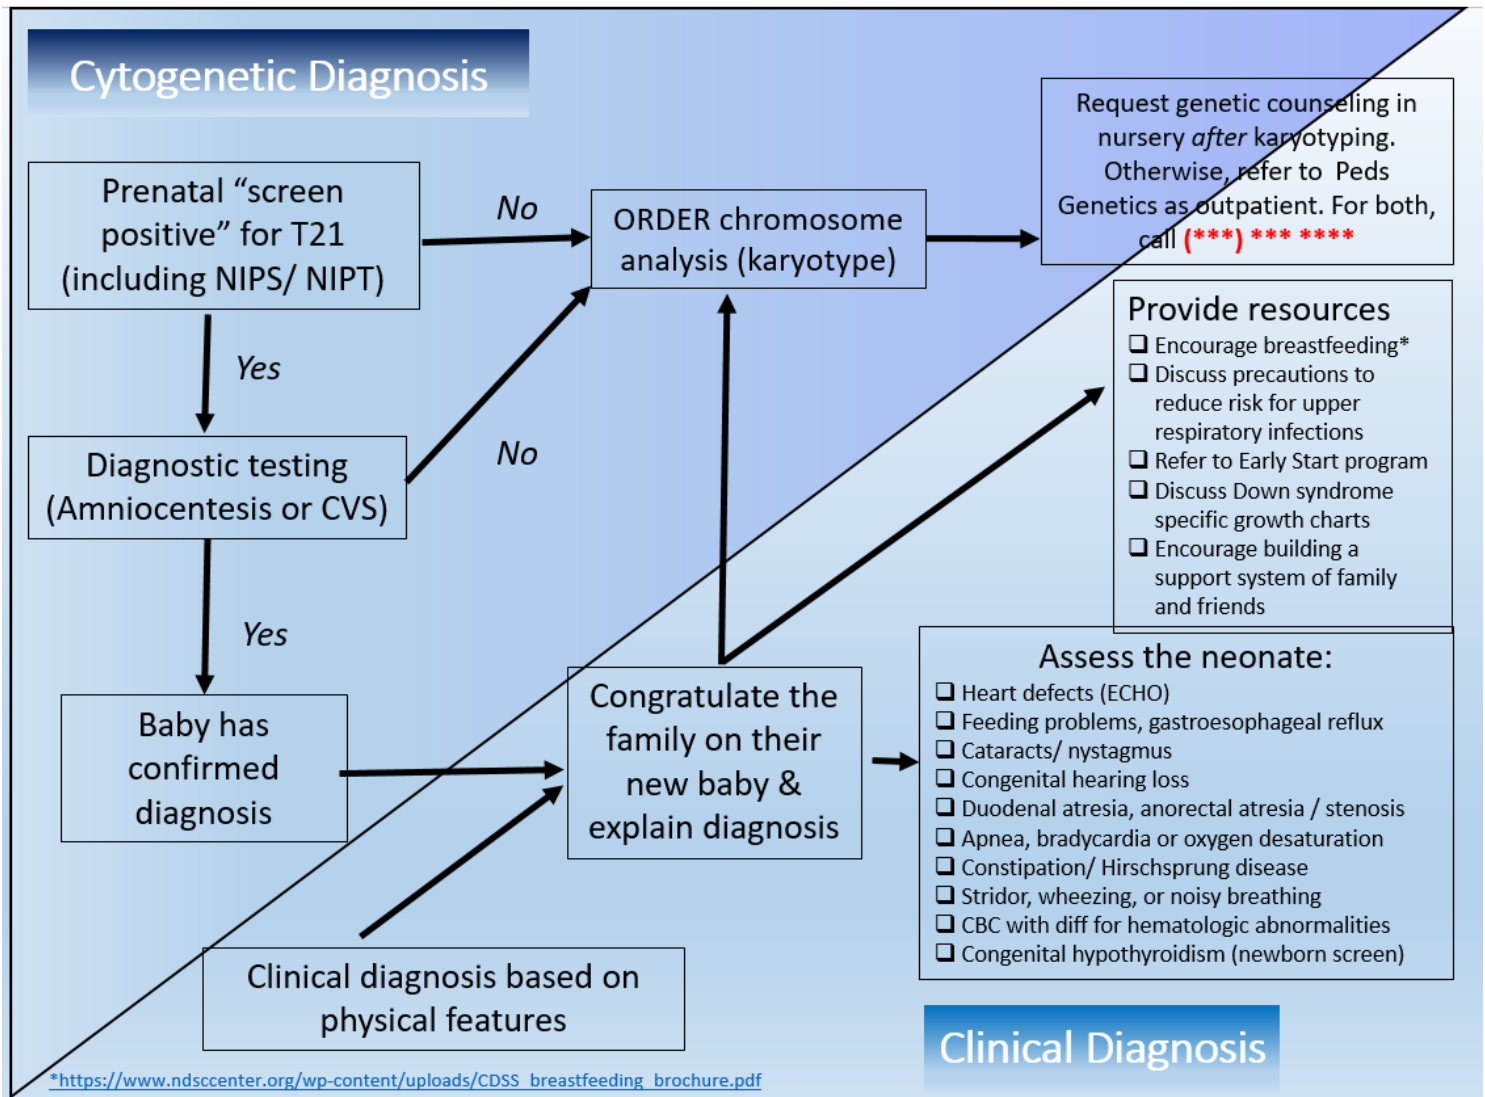 Cytogenetic Diagnosis
Prenatal “screen
positive” for T21
(including NIPS/ NIPT)
No
ORDER chromosome
analysis (karyotype)
Request genetic counseling in
nursery after karyotyping.
Otherwise, refer to Peds
Genetics as outpatient. For both,
call (***) *** ****
Yes
Diagnostic testing
(Amniocentesis or CVS)
No
Yes
Baby has
confirmed
diagnosis
Congratulate the
family on their
new baby &
explain diagnosis
Clinical diagnosis based on
physical features
Provide resources
❑ Encourage breastfeeding*
❑ Discuss precautions to
reduce risk for upper
respiratory infections
❑ Refer to Early Start program
❑ Discuss Down syndrome
specific growth charts
❑ Encourage building a
support system of family
and friends
Assess the neonate:
❑ Heart defects (ECHO)
❑ Feeding problems, gastroesophageal reflux
❑ Cataracts/ nystagmus
❑ Congenital hearing loss
❑ Duodenal atresia, anorectal atresia / stenosis
❑ Apnea, bradycardia or oxygen desaturation
❑ Constipation/ Hirschsprung disease
❑ Stridor, wheezing, or noisy breathing
❑ CBC with diff for hematologic abnormalities
❑ Congenital hypothyroidism (newborn screen)
Clinical Diagnosis
*https://www.ndsccenter.org/wp-content/uploads/CDSS_breastfeeding_brochure.pdf